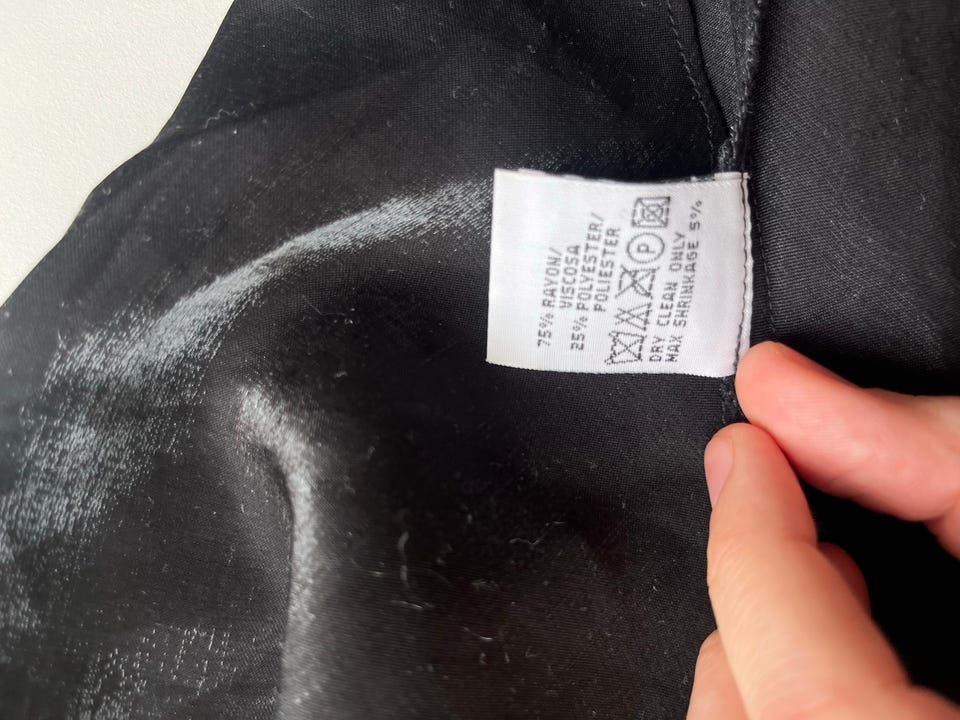 75% RAYON/
VISCOSA
25% POLYESTER/
POLIESTER
P
DRY CLEAN ONLY
MAX SHRINKAGE 5%